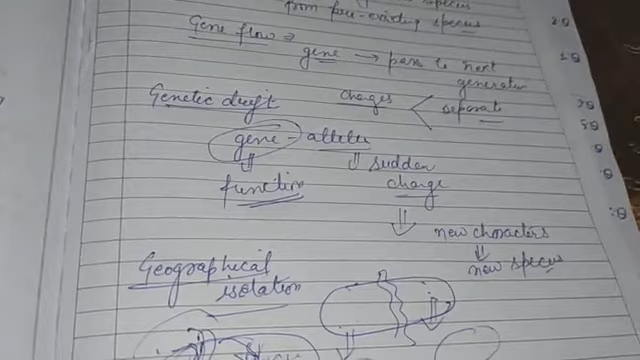 from pre-existing species
Gene flow ⇒
gene → pass to next
generation
Genetic drift changes separate
gene - alleles
⇓ ⇓ sudden
function change
⇓
new characters
⇓
new species
Geographical
isolation